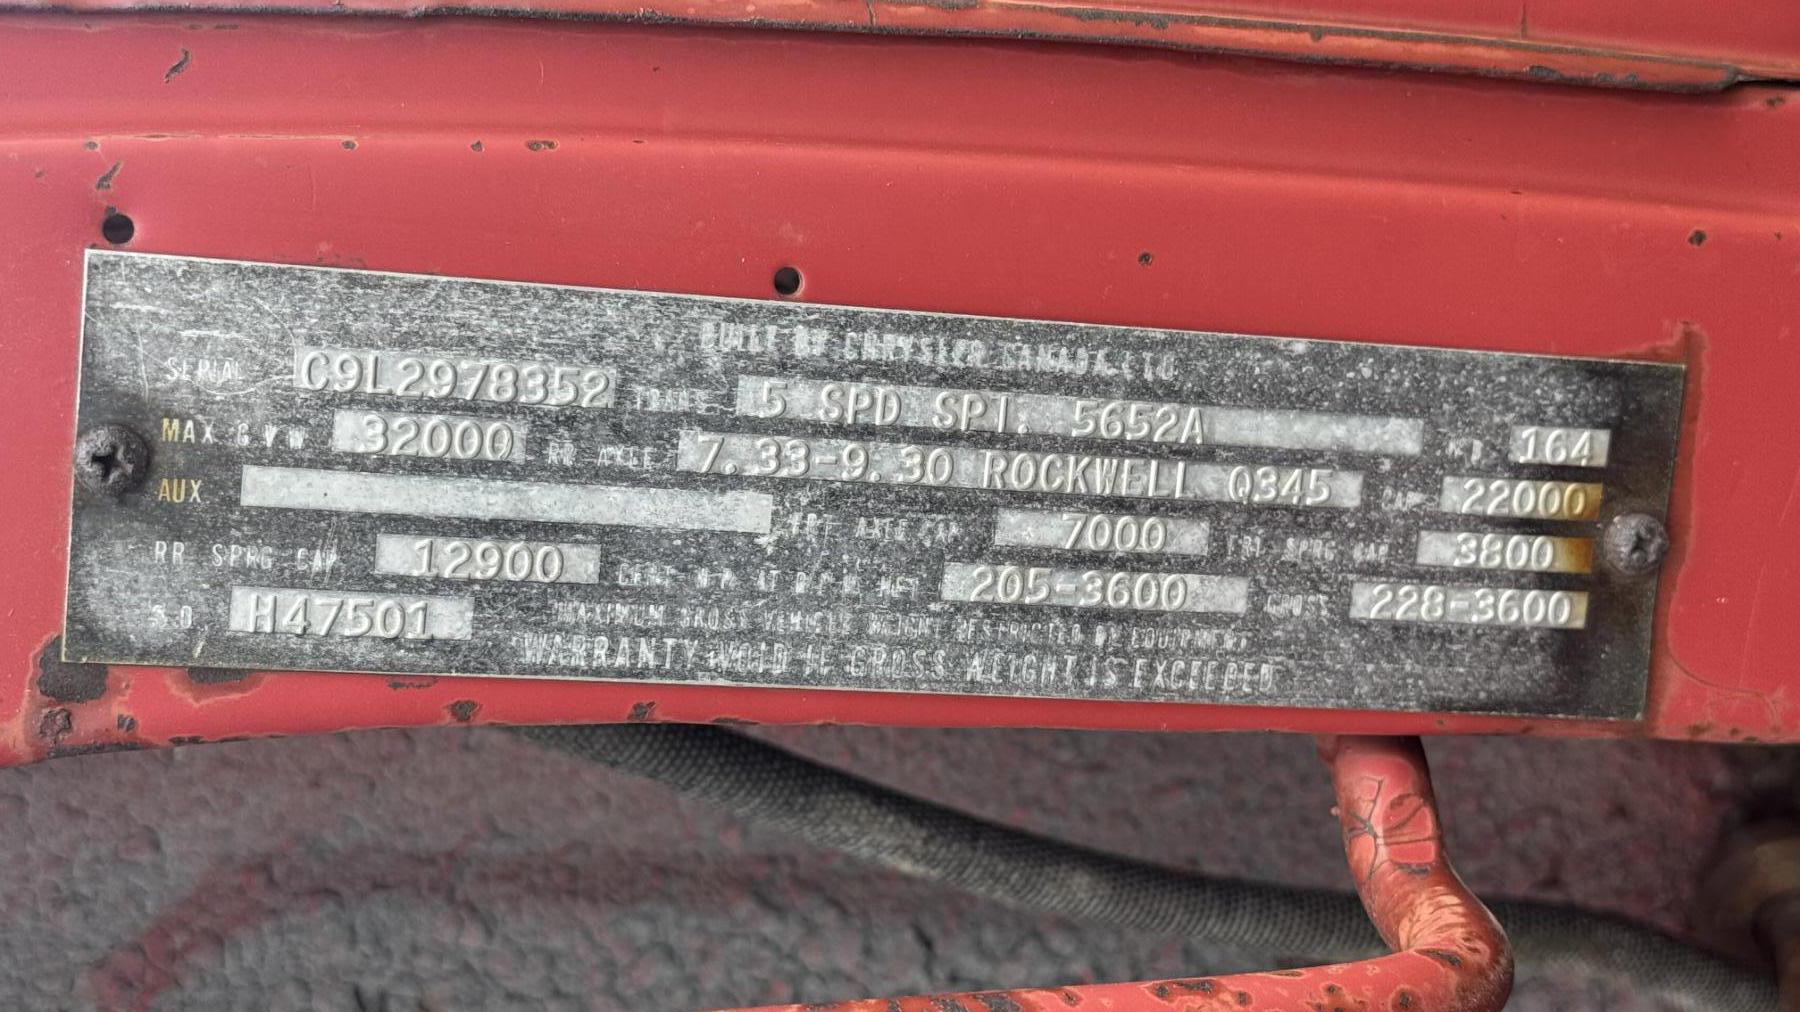 BUILT BY CHRYSLER CANADA LTD.
SERIAL C9L2978352 TRANS 5 SPD SPI. 5652A 164
MAX G V W 32000 RR AXLE 7.33-9.30 ROCKWELL Q345 CAP 22000
AUX FRT AXLE CAP 7000 FRT SPRG CAP 3800
RR SPRG CAP 12900 CERT. H.P. AT R.P.M. NET 205-3600 GROSS 228-3600
S.O. H47501 MAXIMUM GROSS VEHICLE WEIGHT RESTRICTED BY EQUIPMENT
WARRANTY VOID IF GROSS WEIGHT IS EXCEEDED